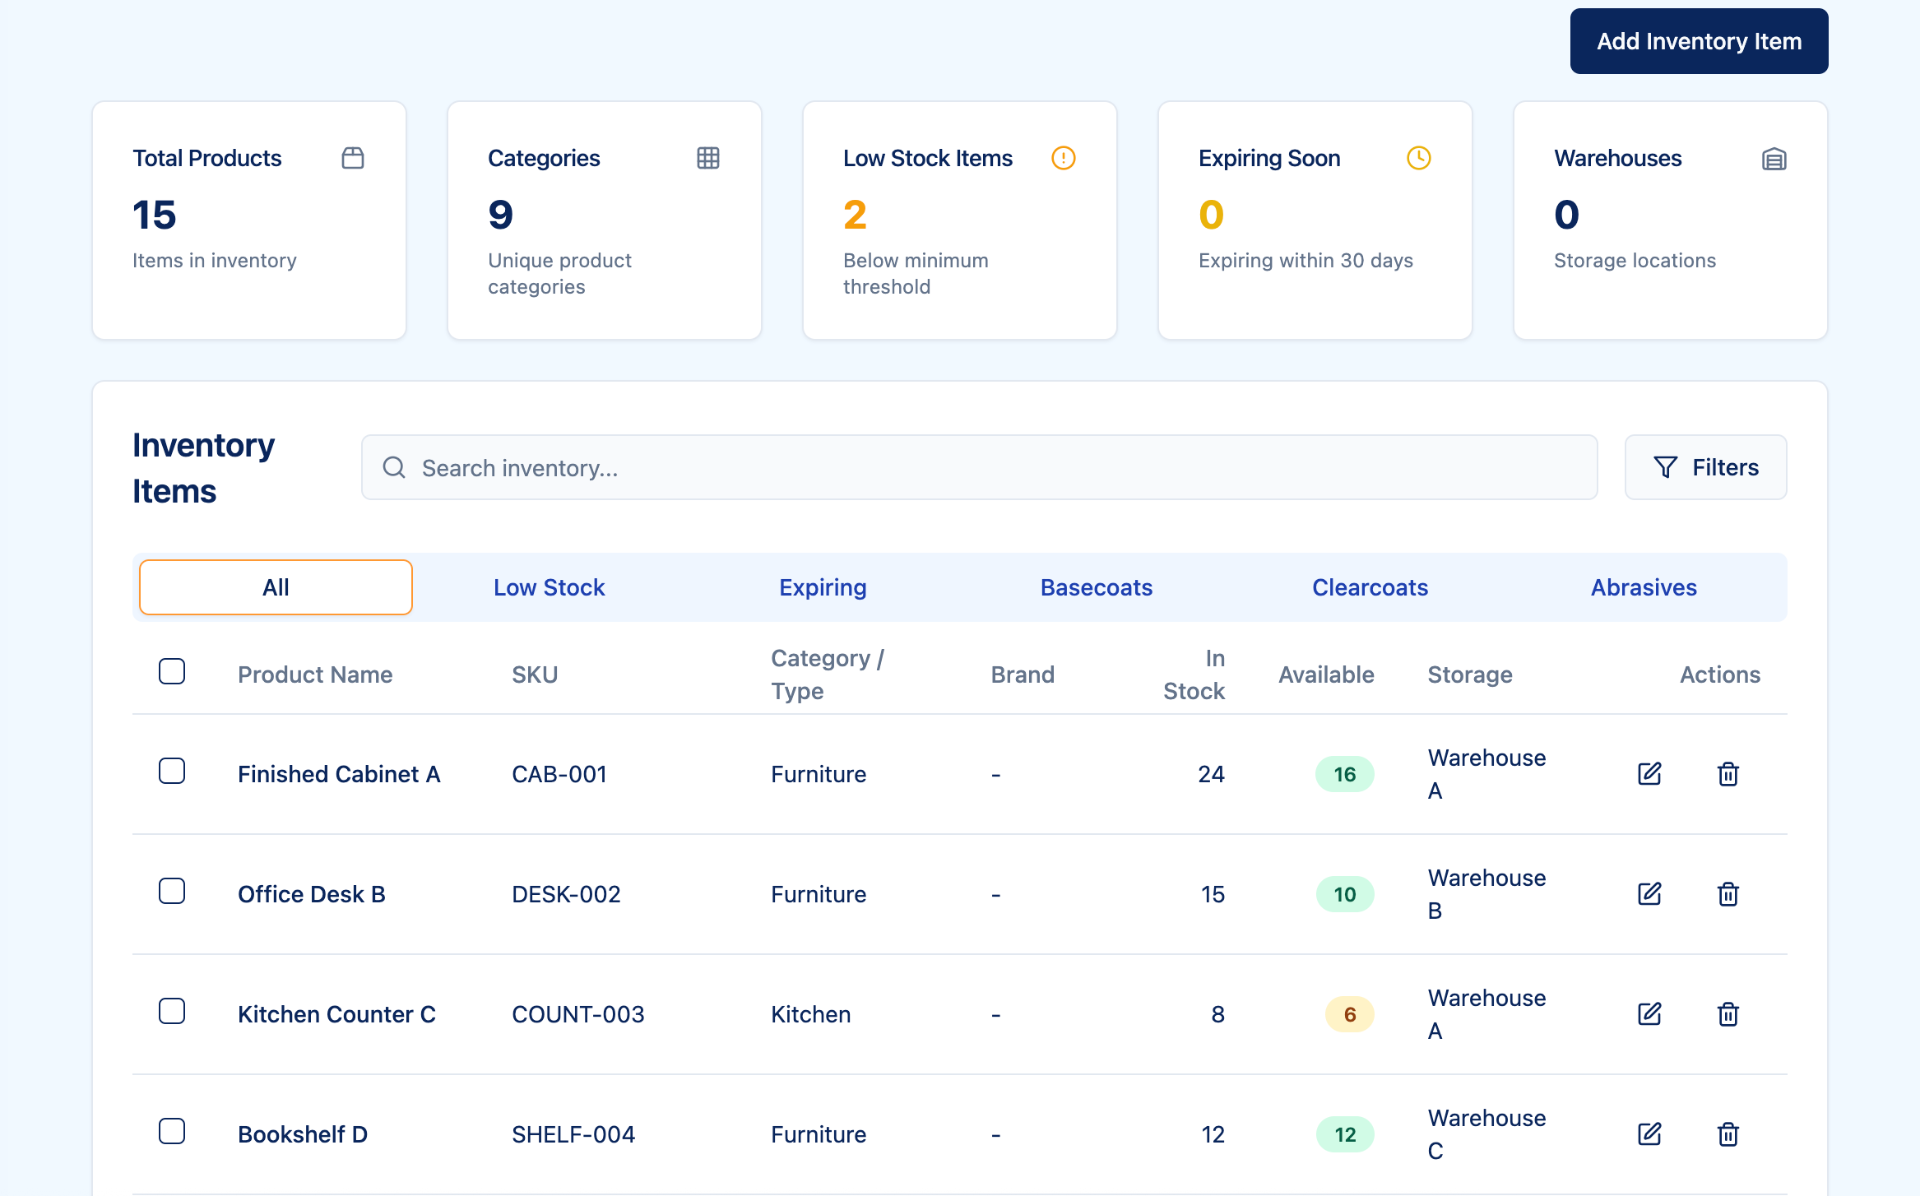 Add Inventory Item
Total Products
15
Items in inventory
Categories
9
Unique product
categories
Low Stock Items
2
Below minimum
threshold
Expiring Soon
0
Expiring within 30 days
Warehouses
0
Storage locations
Inventory
Items
Search inventory...
Filters
All Low Stock Expiring Basecoats Clearcoats Abrasives
Product Name SKU Category / Type Brand In Stock Available Storage Actions
Finished Cabinet A CAB-001 Furniture - 24 16 Warehouse A
Office Desk B DESK-002 Furniture - 15 10 Warehouse B
Kitchen Counter C COUNT-003 Kitchen - 8 6 Warehouse A
Bookshelf D SHELF-004 Furniture - 12 12 Warehouse C